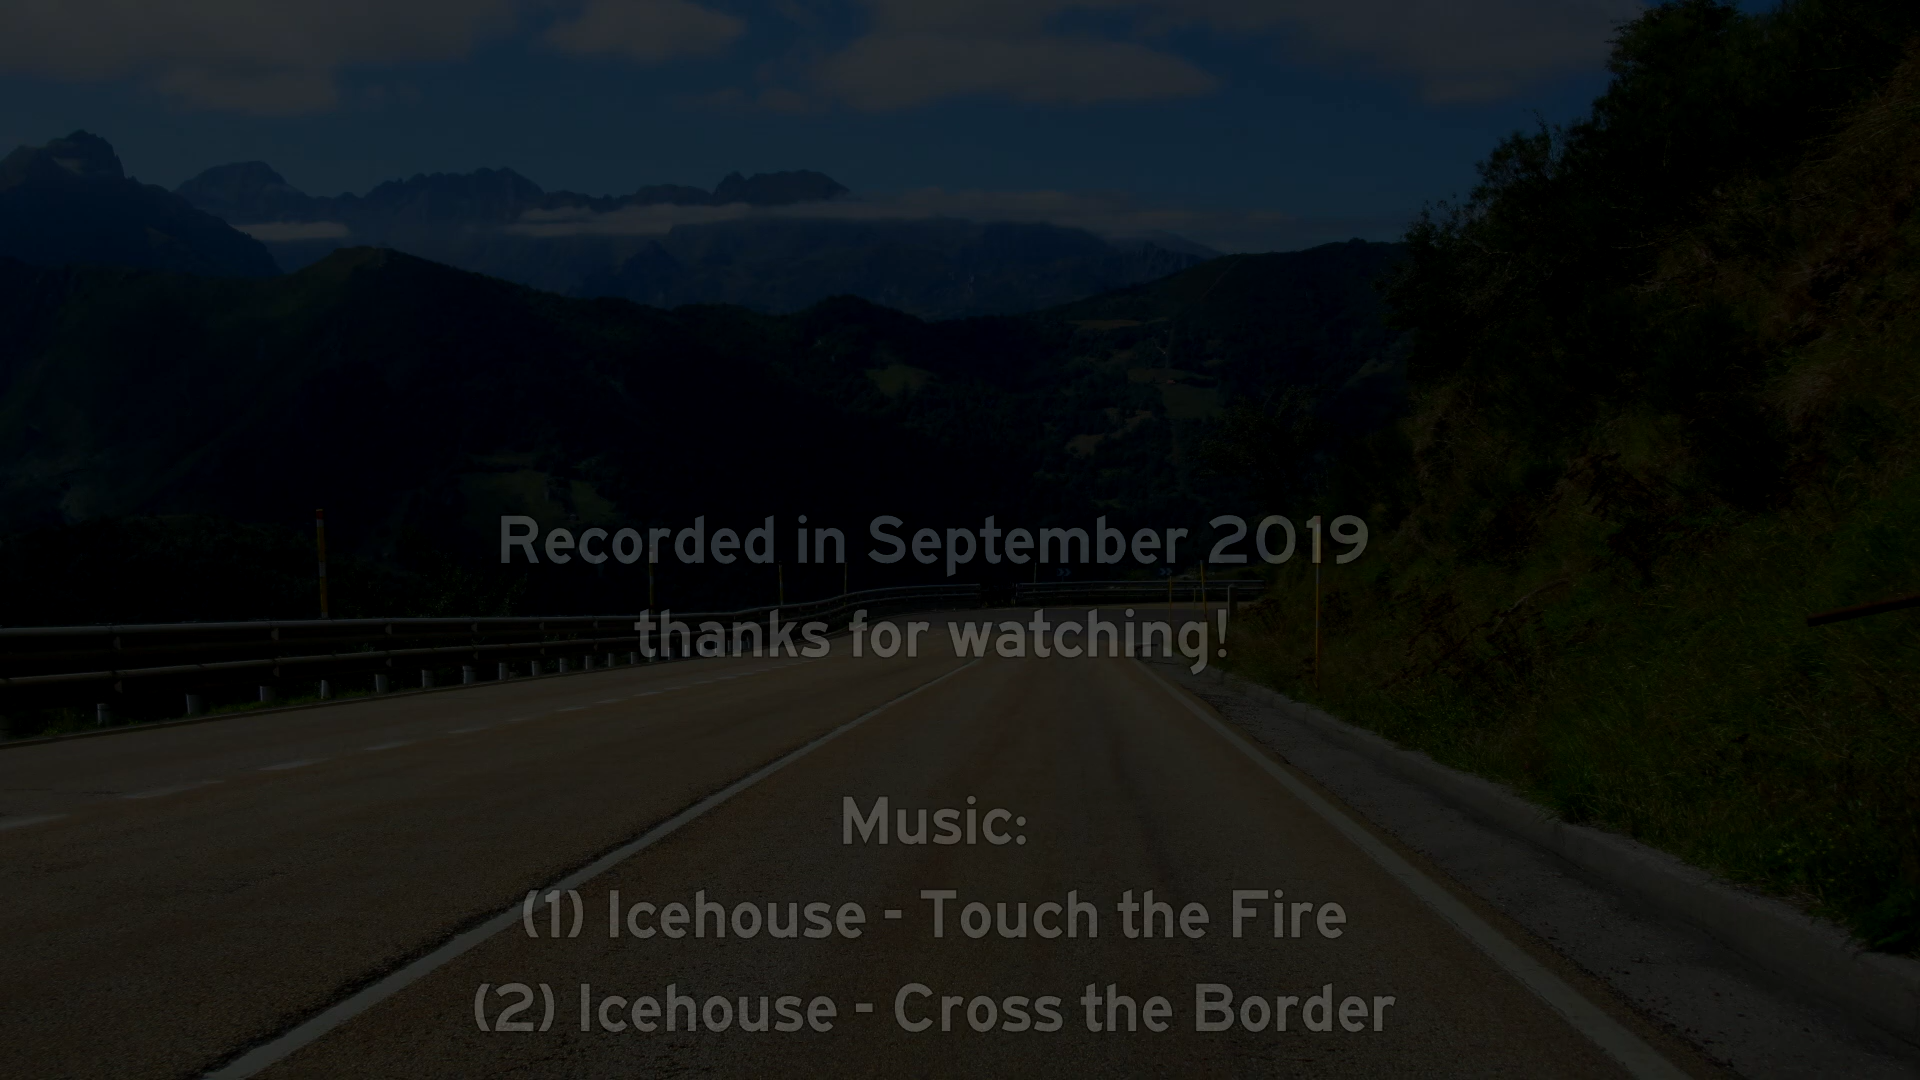 Recorded in September 2019
thanks for watching!
Music:
(1) Icehouse - Touch the Fire
(2) Icehouse - Cross the Border